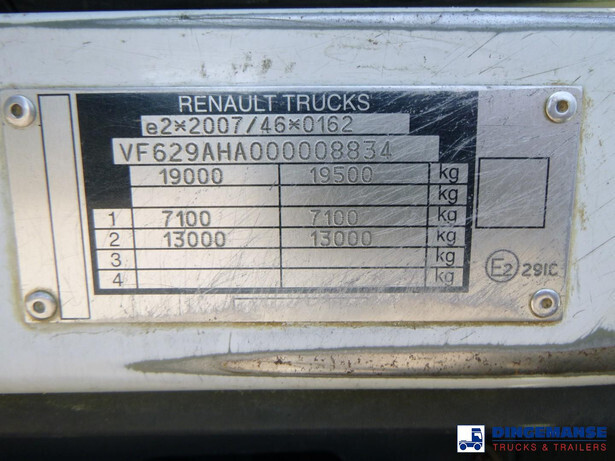 RENAULT TRUCKS
e2*2007/46*0162
VF629AHA000008834
19000 19500 kg
kg
1 7100 7100 kg
2 13000 13000 kg
3 kg
4 kg
E2 291C
DINGEMANSE
TRUCKS & TRAILERS